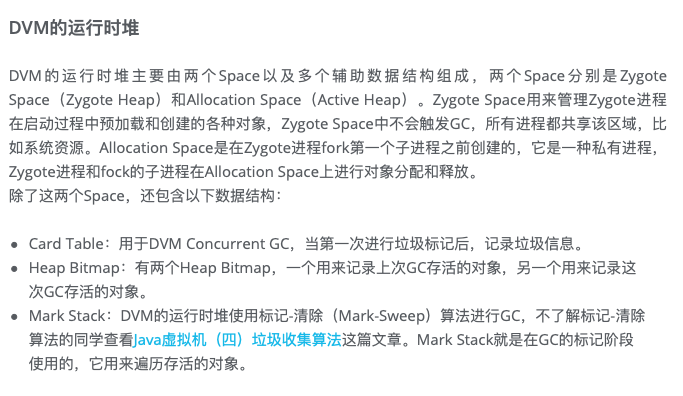 DVM的运行时堆
DVM的运行时堆主要由两个Space以及多个辅助数据结构组成，两个Space分别是Zygote
Space（Zygote Heap）和Allocation Space（Active Heap）。Zygote Space用来管理Zygote进程
在启动过程中预加载和创建的各种对象，Zygote Space中不会触发GC，所有进程都共享该区域，比
如系统资源。Allocation Space是在Zygote进程fork第一个子进程之前创建的，它是一种私有进程，
Zygote进程和fock的子进程在Allocation Space上进行对象分配和释放。
除了这两个Space，还包含以下数据结构：
● Card Table：用于DVM Concurrent GC，当第一次进行垃圾标记后，记录垃圾信息。
● Heap Bitmap：有两个Heap Bitmap，一个用来记录上次GC存活的对象，另一个用来记录这
次GC存活的对象。
● Mark Stack：DVM的运行时堆使用标记-清除（Mark-Sweep）算法进行GC，不了解标记-清除
算法的同学查看Java虚拟机（四）垃圾收集算法这篇文章。Mark Stack就是在GC的标记阶段
使用的，它用来遍历存活的对象。